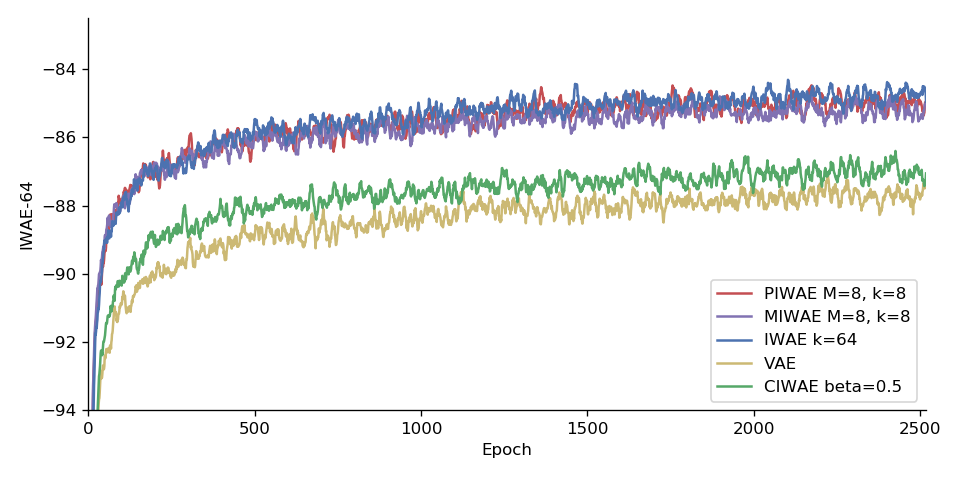 −84
−86
−88
−90
−92
−94
IWAE-64
0 500 1000 1500 2000 2500
Epoch
PIWAE M=8, k=8
MIWAE M=8, k=8
IWAE k=64
VAE
CIWAE beta=0.5